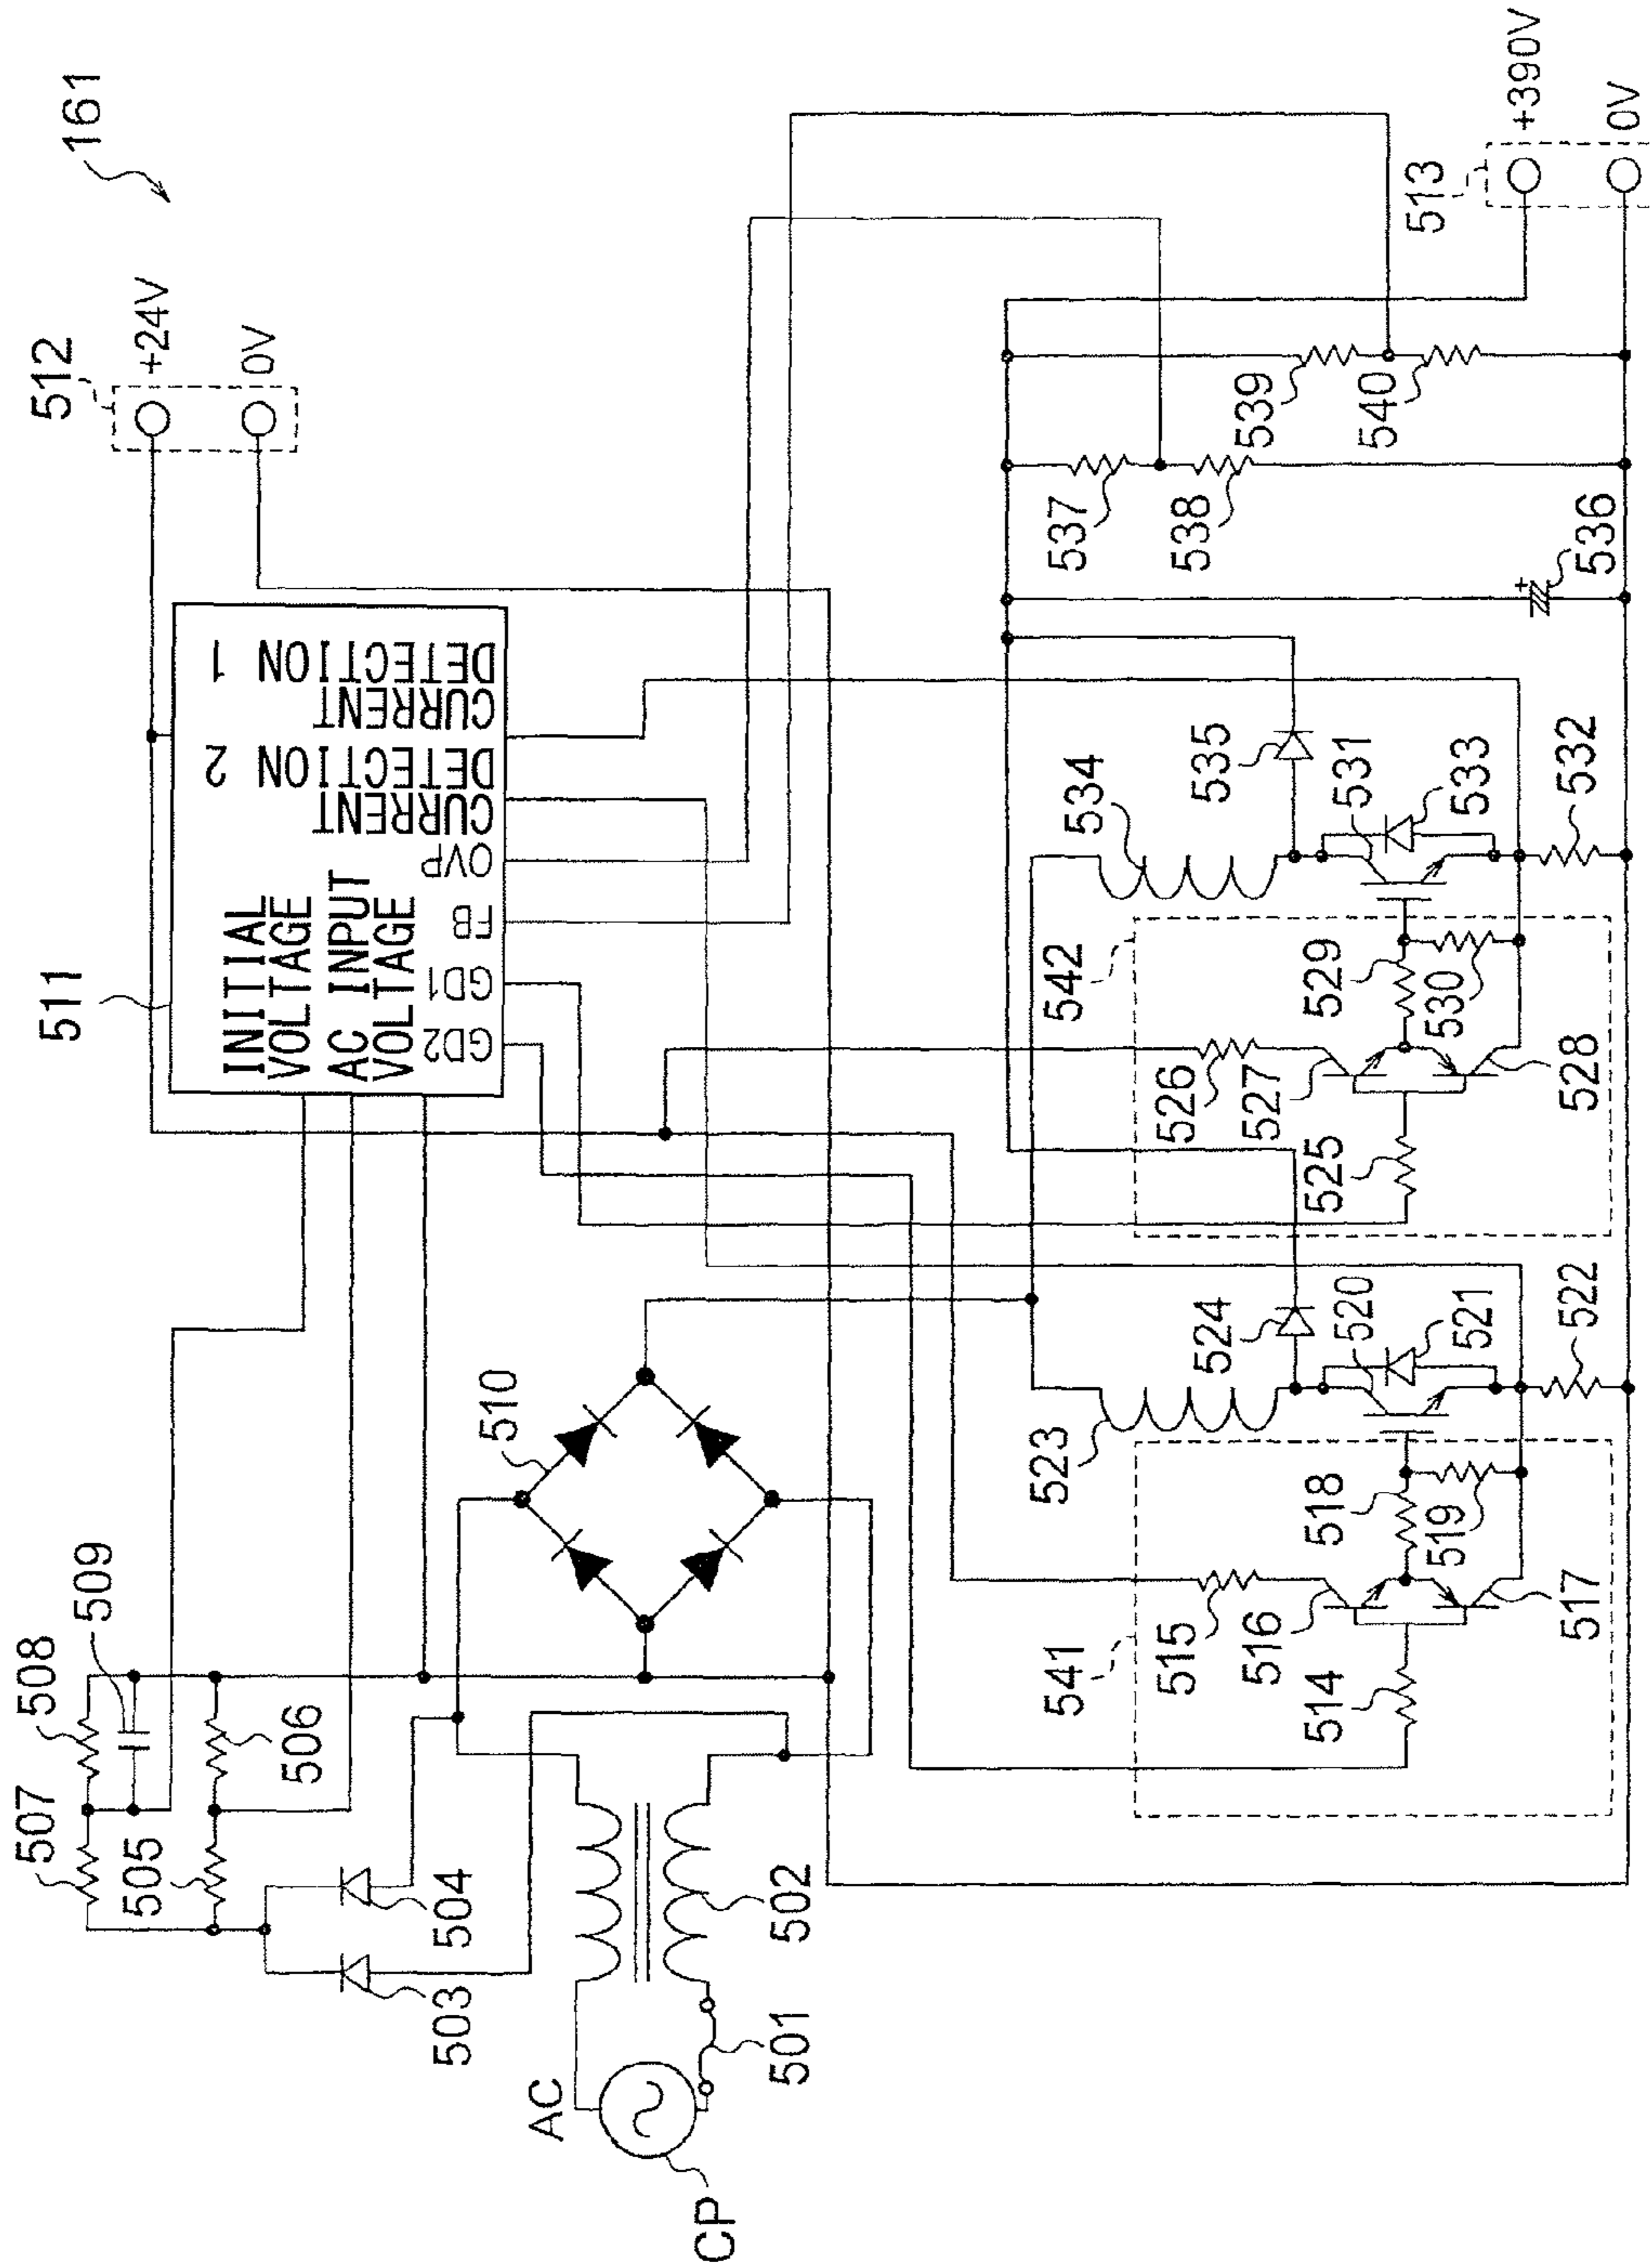 161
512
+24V
0V
511
INITIAL
VOLTAGE
AC INPUT
VOLTAGE
CURRENT
DETECTION 1
CURRENT
DETECTION 2
OVP
FB
GD1
GD2
507
508
509
505
506
504
503
510
AC
CP
501
502
513
+390V
0V
537
538
539
540
536
534
535
531
533
532
542
526
527
525
529
530
528
523
524
520
521
522
541
515
516
514
518
519
517